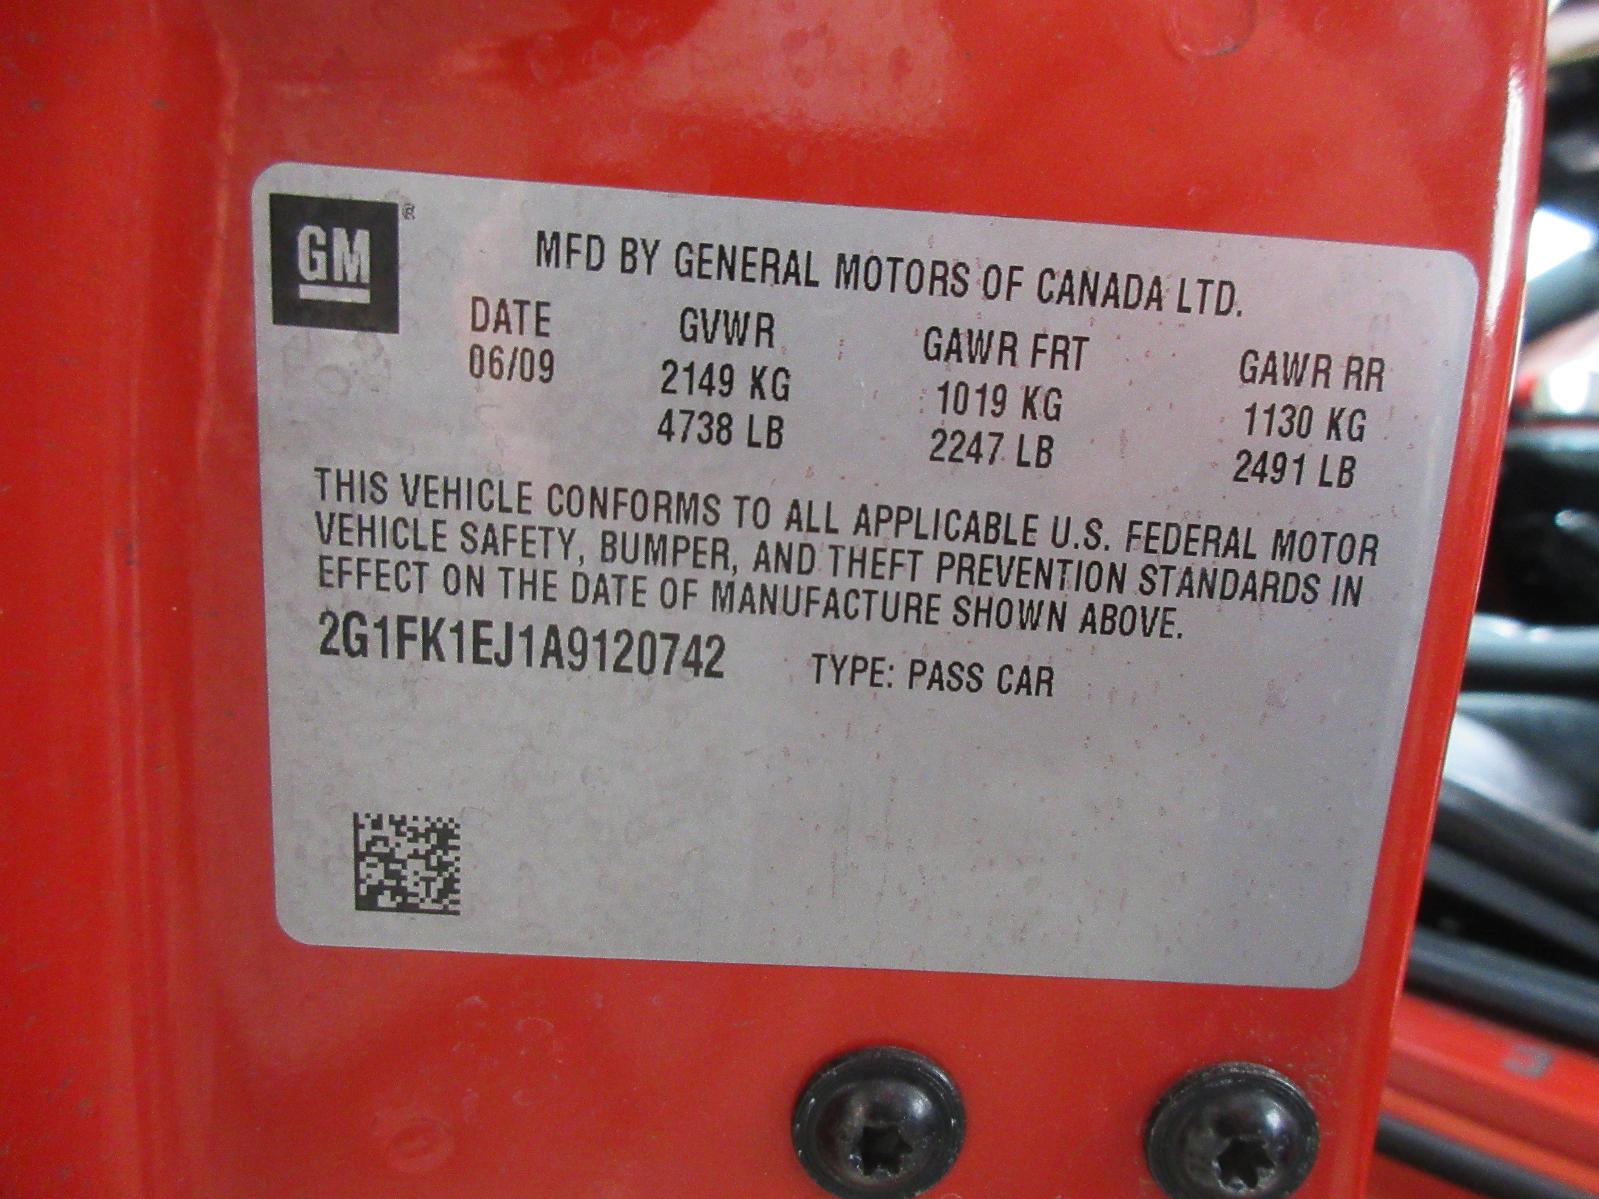 GM®
MFD BY GENERAL MOTORS OF CANADA LTD.
DATE GVWR GAWR FRT GAWR RR
06/09 2149 KG 1019 KG 1130 KG
4738 LB 2247 LB 2491 LB
THIS VEHICLE CONFORMS TO ALL APPLICABLE U.S. FEDERAL MOTOR
VEHICLE SAFETY, BUMPER, AND THEFT PREVENTION STANDARDS IN
EFFECT ON THE DATE OF MANUFACTURE SHOWN ABOVE.
2G1FK1EJ1A9120742 TYPE: PASS CAR